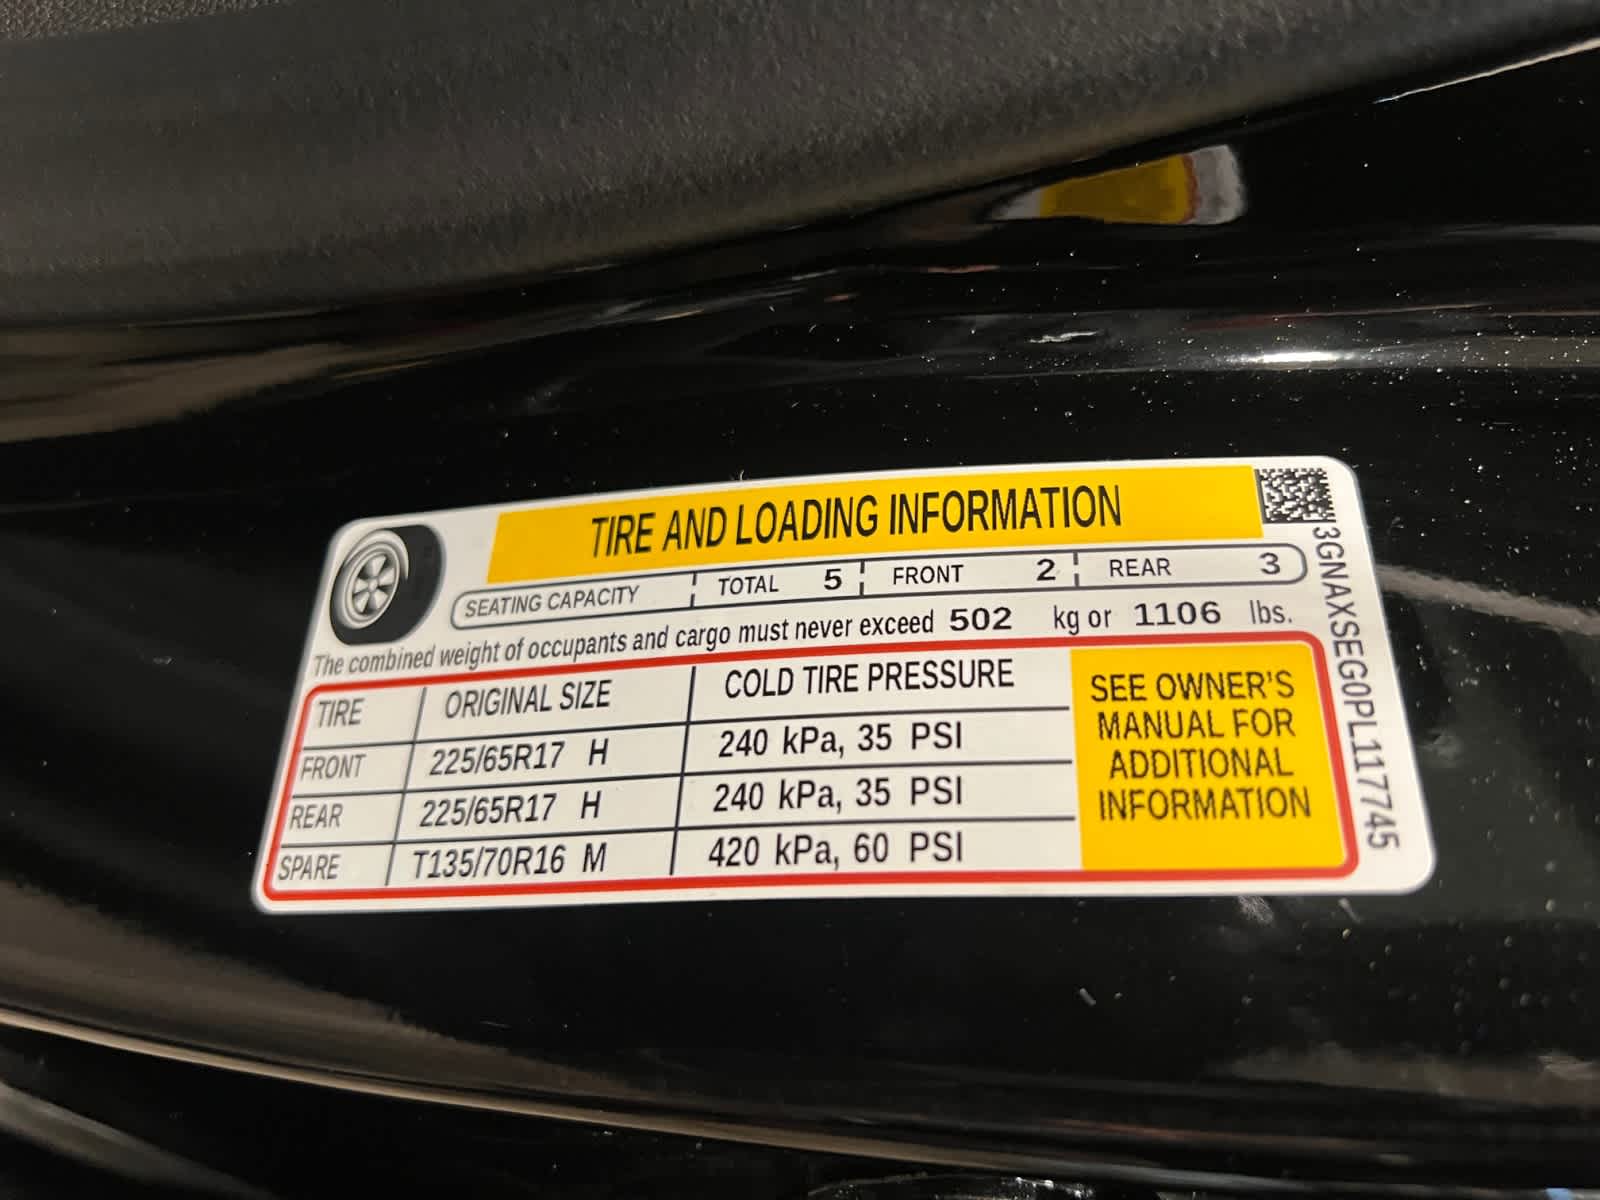 TIRE AND LOADING INFORMATION
SEATING CAPACITY TOTAL 5 FRONT 2 REAR 3
The combined weight of occupants and cargo must never exceed 502 kg or 1106 lbs.
TIRE ORIGINAL SIZE COLD TIRE PRESSURE
FRONT 225/65R17 H 240 kPa, 35 PSI
REAR 225/65R17 H 240 kPa, 35 PSI
SPARE T135/70R16 M 420 kPa, 60 PSI
SEE OWNER'S
MANUAL FOR
ADDITIONAL
INFORMATION
3GNAXSEG0PL117745